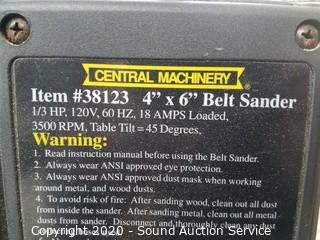 CENTRAL MACHINERY®
Item #38123 4" x 6" Belt Sander
1/3 HP, 120V, 60 HZ, 18 AMPS Loaded,
3500 RPM, Table Tilt = 45 Degrees,
Warning:
1. Read instruction manual before using the Belt Sander.
2. Always wear ANSI approved eye protection.
3. Always wear ANSI approved dust mask when working
around metal, and wood dusts.
4. To avoid risk of fire: After sanding wood, clean out all dust
from inside the sander. After sanding metal, clean out all metal
dusts from sander. Disconnect and thoroughly clean any dust
Copyright 2020 - Sound Auction Service